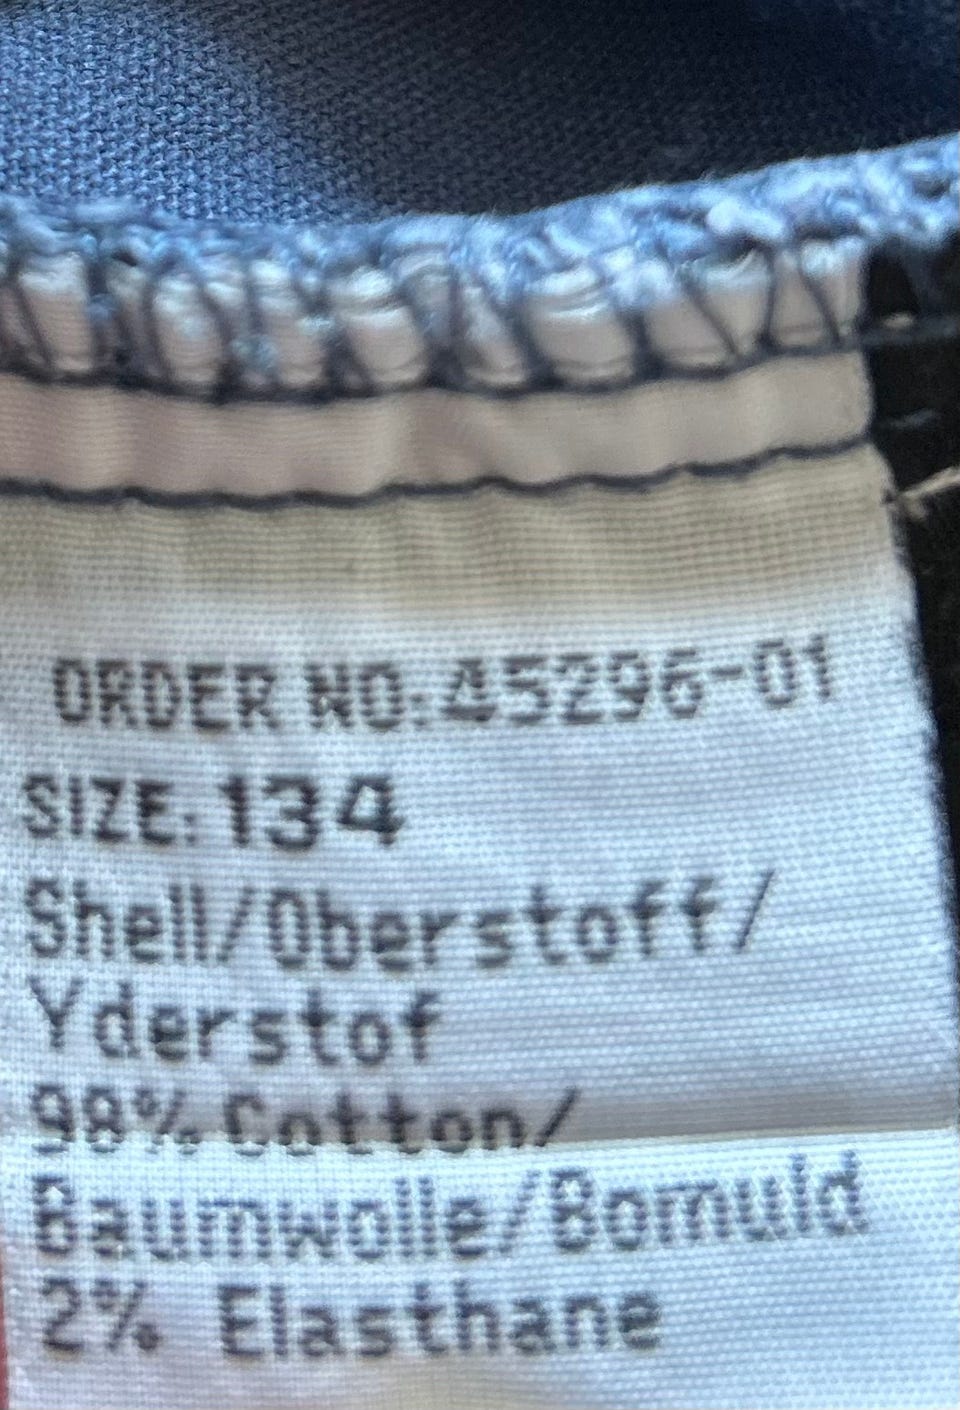 ORDER NO:45296-01
SIZE: 134
Shell/Oberstoff/
Yderstof
98% Cotton/
Baumwolle/Bomuld
2% Elasthane